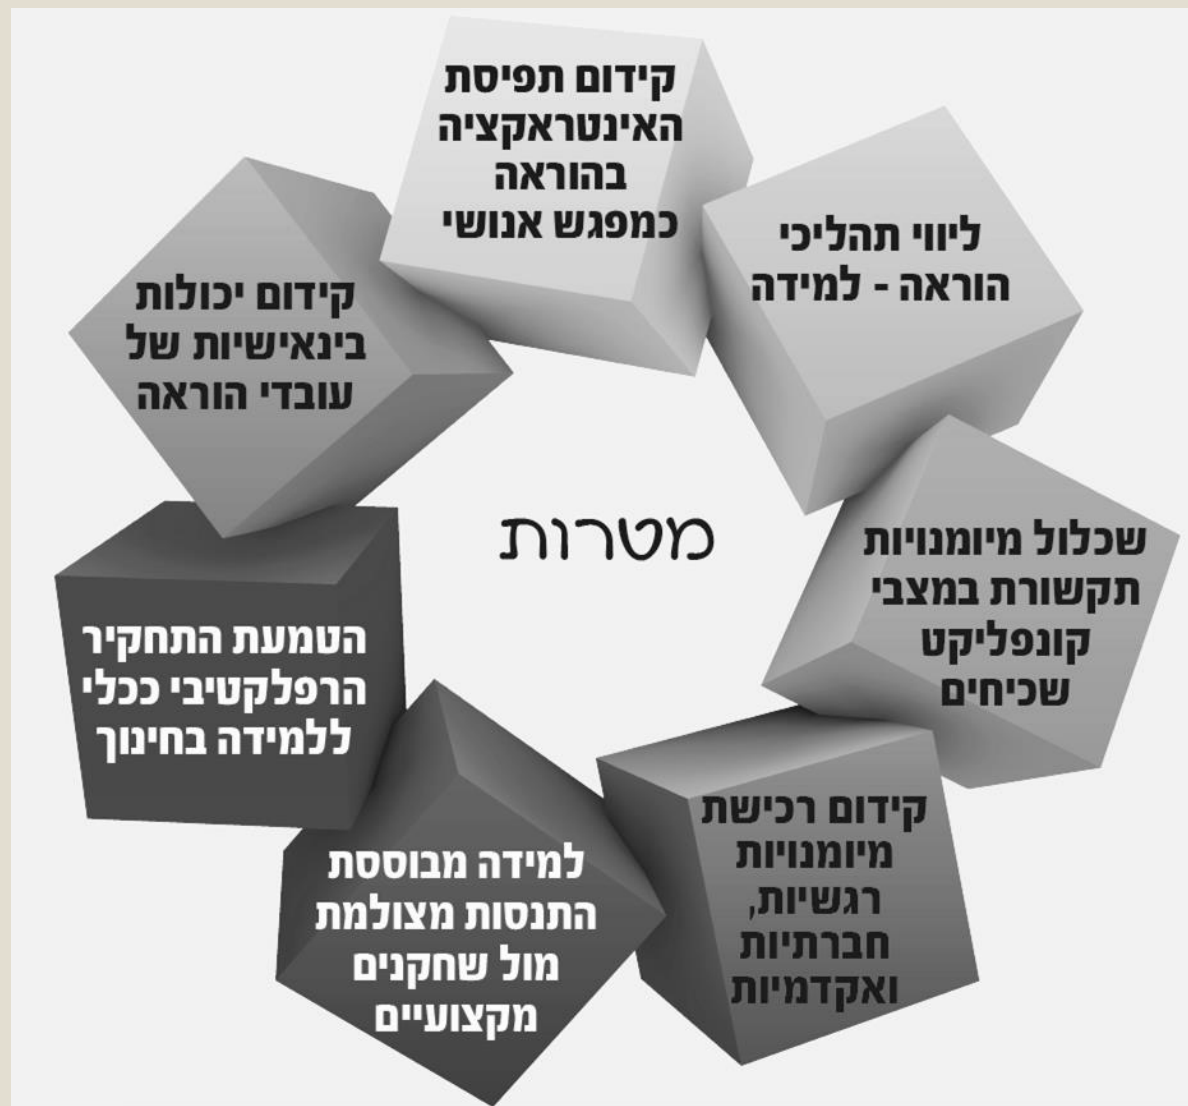 קידום תפיסת
האינטראקציה
בהוראה
כמפגש אנושי
ליווי תהליכי
הוראה - למידה
שכלול מיומנויות
תקשורת במצבי
קונפליקט
שכיחים
קידום רכישת
מיומנויות
רגשיות,
חברתיות
ואקדמיות
למידה מבוססת
התנסות מצולמת
מול שחקנים
מקצועיים
הטמעת התחקיר
הרפלקטיבי ככלי
ללמידה בחינוך
קידום יכולות
בינאישיות של
עובדי הוראה
מטרות